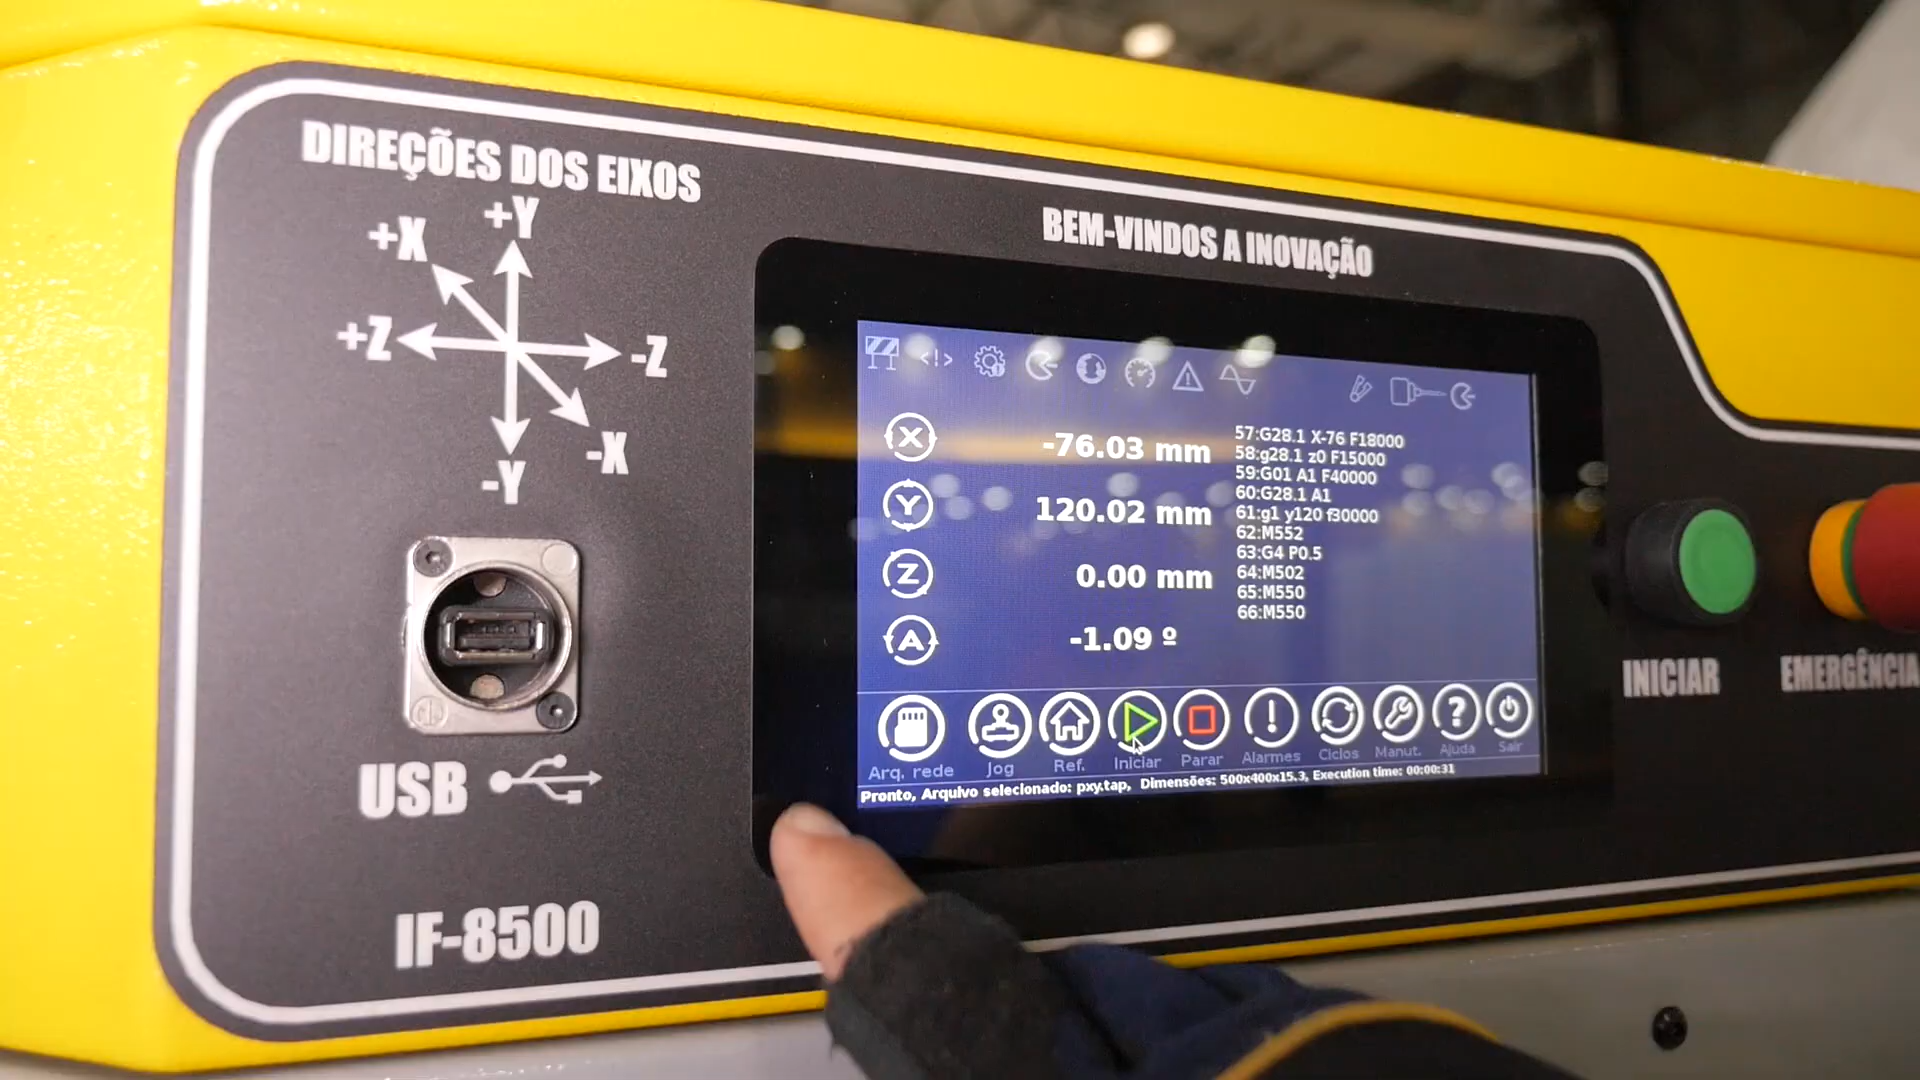 DIREÇÕES DOS EIXOS
+Y
+X
+Z
-Z
-X
-Y
USB
IF-8500
BEM-VINDOS A INOVAÇÃO
<!>
X -76.03 mm
Y 120.02 mm
Z 0.00 mm
A -1.09 º
57:G28.1 X-76 F18000
58:g28.1 z0 F15000
59:G01 A1 F40000
60:G28.1 A1
61:g1 y120 f30000
62:M552
63:G4 P0.5
64:M502
65:M550
66:M550
Arq. rede Jog Ref. Iniciar Parar Alarmes Ciclos Manut. Ajuda Sair
Pronto, Arquivo selecionado: pxy.tap, Dimensões: 500x400x15.3, Execution time: 00:00:31
INICIAR
EMERGÊNCIA